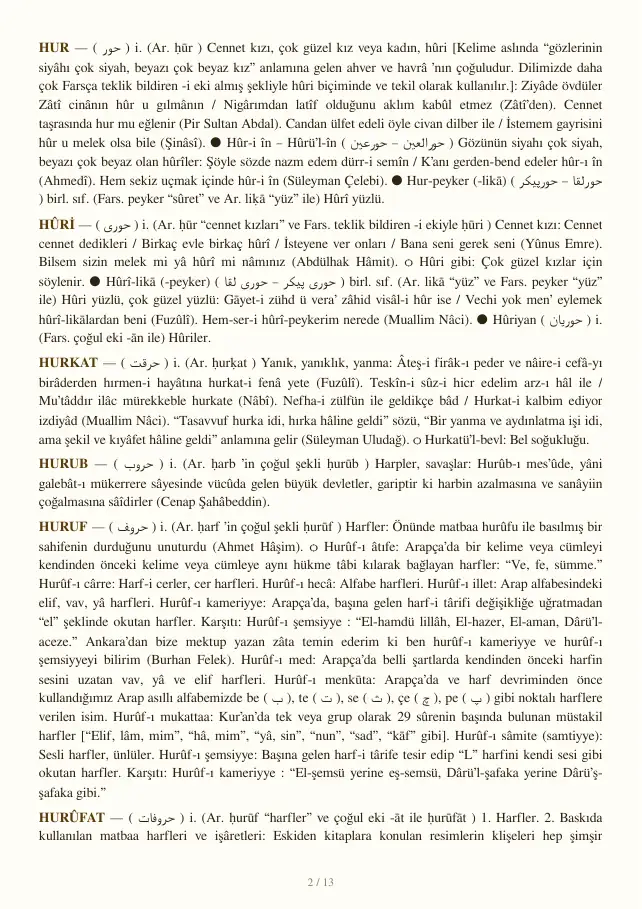 HUR — ( حور ) i. (Ar. ḥūr ) Cennet kızı, çok güzel kız veya kadın, hûri [Kelime aslında “gözlerinin
siyâhı çok siyah, beyazı çok beyaz kız” anlamına gelen ahver ve havrâ ’nın çoğuludur. Dilimizde daha
çok Farsça teklik bildiren -i eki almış şekliyle hûri biçiminde ve tekil olarak kullanılır.]: Ziyâde övdüler
Zâtî cinânın hûr u gılmânın / Nigârımdan latîf olduğunu aklım kabûl etmez (Zâtî’den). Cennet
taşrasında hur mu eğlenir (Pir Sultan Abdal). Candan ülfet edeli öyle civan dilber ile / İstemem gayrisini
hûr u melek olsa bile (Şinâsî). ● Hûr-i în – Hûrü’l-în ( حورالعين – حورعين ) Gözünün siyahı çok siyah,
beyazı çok beyaz olan hûrîler: Şöyle sözde nazm edem dürr-i semîn / K’anı gerden-bend edeler hûr-ı în
(Ahmedî). Hem sekiz uçmak içinde hûr-i în (Süleyman Çelebi). ● Hur-peyker (-likā) ( حورلقا – حورپيكر
) birl. sıf. (Fars. peyker “sûret” ve Ar. liḳā “yüz” ile) Hûrî yüzlü.
HÛRİ — ( حورى ) i. (Ar. ḥūr “cennet kızları” ve Fars. teklik bildiren -i ekiyle ḥūri ) Cennet kızı: Cennet
cennet dedikleri / Birkaç evle birkaç hûrî / İsteyene ver onları / Bana seni gerek seni (Yûnus Emre).
Bilsem sizin melek mi yâ hûrî mi nâmınız (Abdülhak Hâmit). o Hûri gibi: Çok güzel kızlar için
söylenir. ● Hûrî-likā (-peyker) ( حورى پيكر – حورى لقا ) birl. sıf. (Ar. likā “yüz” ve Fars. peyker “yüz”
ile) Hûri yüzlü, çok güzel yüzlü: Gāyet-i zühd ü vera’ zâhid visâl-i hûr ise / Vechi yok men’ eylemek
hûrî-likālardan beni (Fuzûlî). Hem-ser-i hûrî-peykerim nerede (Muallim Nâci). ● Hûriyan ( حوريان ) i.
(Fars. çoğul eki -ān ile) Hûriler.
HURKAT — ( حرقت ) i. (Ar. ḥurḳat ) Yanık, yanıklık, yanma: Âteş-i firâk-ı peder ve nâire-i cefâ-yı
birâderden hırmen-i hayâtına hurkat-i fenâ yete (Fuzûlî). Teskîn-i sûz-i hicr edelim arz-ı hâl ile /
Mu’tâddır ilâc mürekkeble hurkate (Nâbî). Nefha-i zülfün ile geldikçe bâd / Hurkat-i kalbim ediyor
izdiyâd (Muallim Nâci). “Tasavvuf hurka idi, hırka hâline geldi” sözü, “Bir yanma ve aydınlatma işi idi,
ama şekil ve kıyâfet hâline geldi” anlamına gelir (Süleyman Uludağ). o Hurkatü’l-bevl: Bel soğukluğu.
HURUB — ( حروب ) i. (Ar. ḥarb ’in çoğul şekli ḥurūb ) Harpler, savaşlar: Hurûb-ı mes’ûde, yâni
galebât-ı mükerrere sâyesinde vücûda gelen büyük devletler, gariptir ki harbin azalmasına ve sanâyiin
çoğalmasına sâîdirler (Cenap Şahâbeddin).
HURUF — ( حروف ) i. (Ar. ḥarf ’in çoğul şekli ḥurūf ) Harfler: Önünde matbaa hurûfu ile basılmış bir
sahifenin durduğunu unuturdu (Ahmet Hâşim). o Hurûf-ı âtıfe: Arapça’da bir kelime veya cümleyi
kendinden önceki kelime veya cümleye aynı hükme tâbi kılarak bağlayan harfler: “Ve, fe, sümme.”
Hurûf-ı cârre: Harf-i cerler, cer harfleri. Hurûf-ı hecâ: Alfabe harfleri. Hurûf-ı illet: Arap alfabesindeki
elif, vav, yâ harfleri. Hurûf-ı kameriyye: Arapça’da, başına gelen harf-i târifi değişikliğe uğratmadan
“el” şeklinde okutan harfler. Karşıtı: Hurûf-ı şemsiyye : “El-hamdü lillâh, El-hazer, El-aman, Dârü’l-
aceze.” Ankara’dan bize mektup yazan zâta temin ederim ki ben hurûf-ı kameriyye ve hurûf-ı
şemsiyyeyi bilirim (Burhan Felek). Hurûf-ı med: Arapça’da belli şartlarda kendinden önceki harfin
sesini uzatan vav, yâ ve elif harfleri. Hurûf-ı menkūta: Arapça’da ve harf devriminden önce
kullandığımız Arap asıllı alfabemizde be ( ب ), te ( ت ), se ( ث ), çe ( چ ), pe ( پ ) gibi noktalı harflere
verilen isim. Hurûf-ı mukattaa: Kur’an’da tek veya grup olarak 29 sûrenin başında bulunan müstakil
harfler [“Elif, lâm, mim”, “hâ, mim”, “yâ, sin”, “nun”, “sad”, “kāf” gibi]. Hurûf-ı sâmite (samtiyye):
Sesli harfler, ünlüler. Hurûf-ı şemsiyye: Başına gelen harf-i târife tesir edip “L” harfini kendi sesi gibi
okutan harfler. Karşıtı: Hurûf-ı kameriyye : “El-şemsü yerine eş-semsü, Dârü’l-şafaka yerine Dârü’ş-
şafaka gibi.”
HURÛFAT — ( حروفات ) i. (Ar. ḥurūf “harfler” ve çoğul eki -āt ile ḥurūfāt ) 1. Harfler. 2. Baskıda
kullanılan matbaa harfleri ve işâretleri: Eskiden kitaplara konulan resimlerin klişeleri hep şimşir
2 / 13